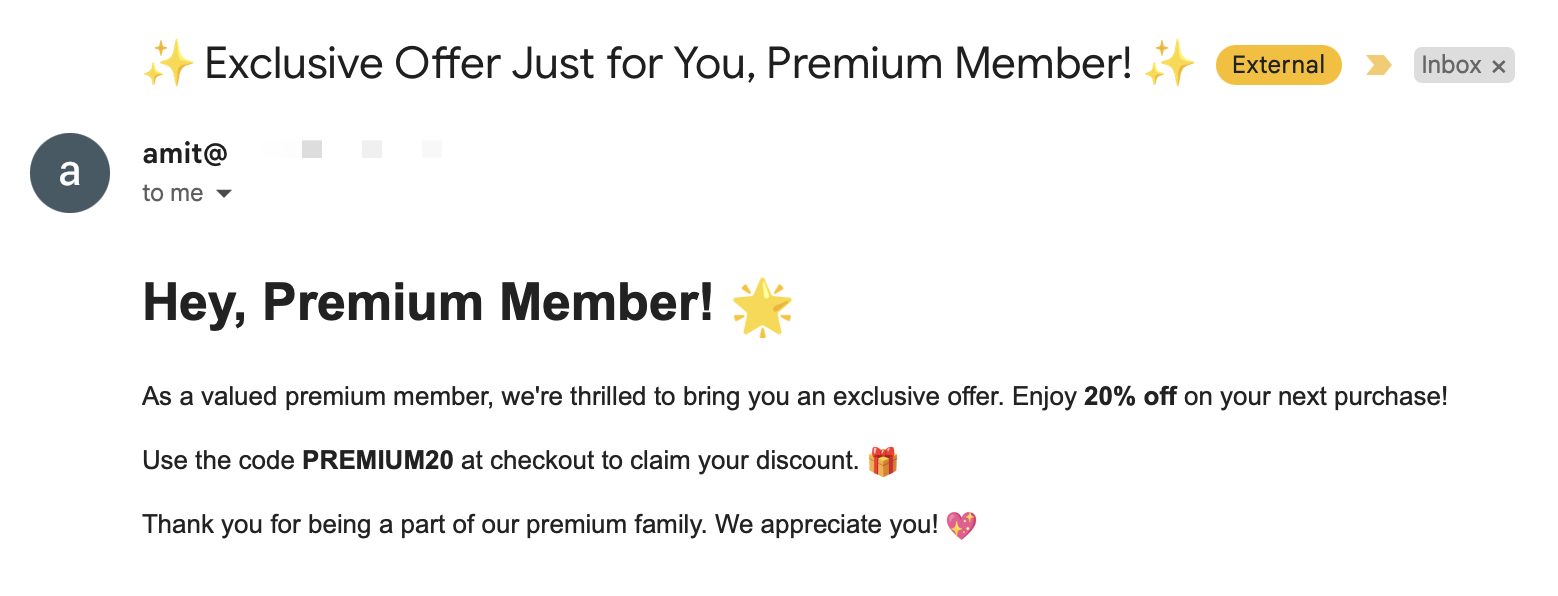 ✨ Exclusive Offer Just for You, Premium Member! ✨ External Inbox ×
a
amit@
to me
Hey, Premium Member! 🌟
As a valued premium member, we're thrilled to bring you an exclusive offer. Enjoy 20% off on your next purchase!
Use the code PREMIUM20 at checkout to claim your discount. 🎁
Thank you for being a part of our premium family. We appreciate you! 💖